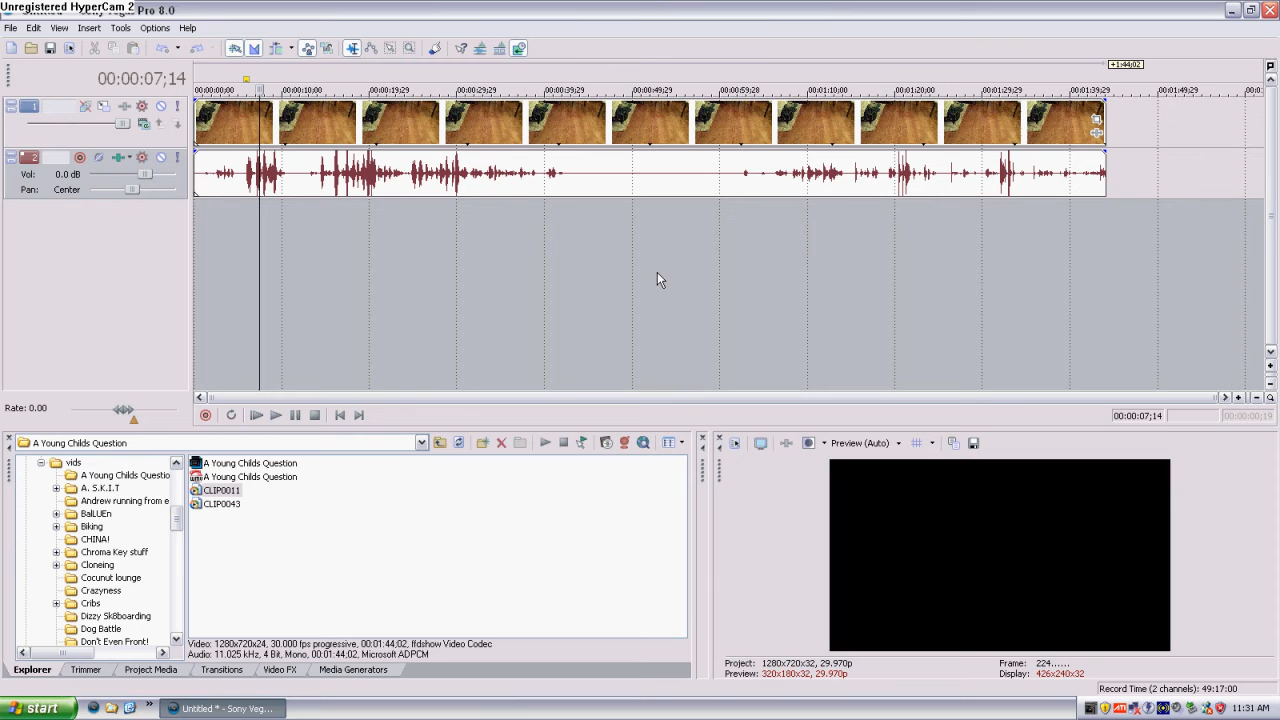 Unregistered HyperCam 2
Pro 8.0
File Edit View Insert Tools Options Help
00:00:07;14
+1:44;02
00:00:00;00 00:00:10;00 00:00:19;29 00:00:29;29 00:00:39;29 00:00:49;29 00:00:59;28 00:01:10;00 00:01:20;00 00:01:29;29 00:01:39;29 00:01:49;29
1
2
Vol: 0.0 dB
Pan: Center
Rate: 0.00
00:00:07;14
00:00:00;19
A Young Childs Question
Preview (Auto)
vids
A Young Childs Questio
A. S.K.I.T
Andrew running from e
BalLUEn
Biking
CHINA!
Chroma Key stuff
Cloneing
Coconut lounge
Crazyness
Cribs
Dizzy Sk8boarding
Dog Battle
Don't Even Front!
A Young Childs Question
A Young Childs Question
CLIP0011
CLIP0043
Video: 1280x720x24, 30.000 fps progressive, 00:01:44;02, ffdshow Video Codec
Audio: 11.025 kHz, 4 Bit, Mono, 00:01:44;02, Microsoft ADPCM
Explorer Trimmer Project Media Transitions Video FX Media Generators
Project: 1280x720x32, 29.970p
Preview: 320x180x32, 29.970p
Frame: 224......
Display: 426x240x32
Record Time (2 channels): 49:17:00
start
Untitled * - Sony Veg...
11:31 AM